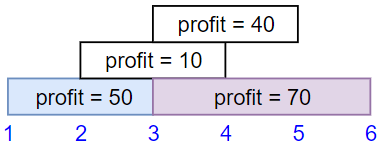 profit = 40
profit = 10
profit = 50 profit = 70
1 2 3 4 5 6